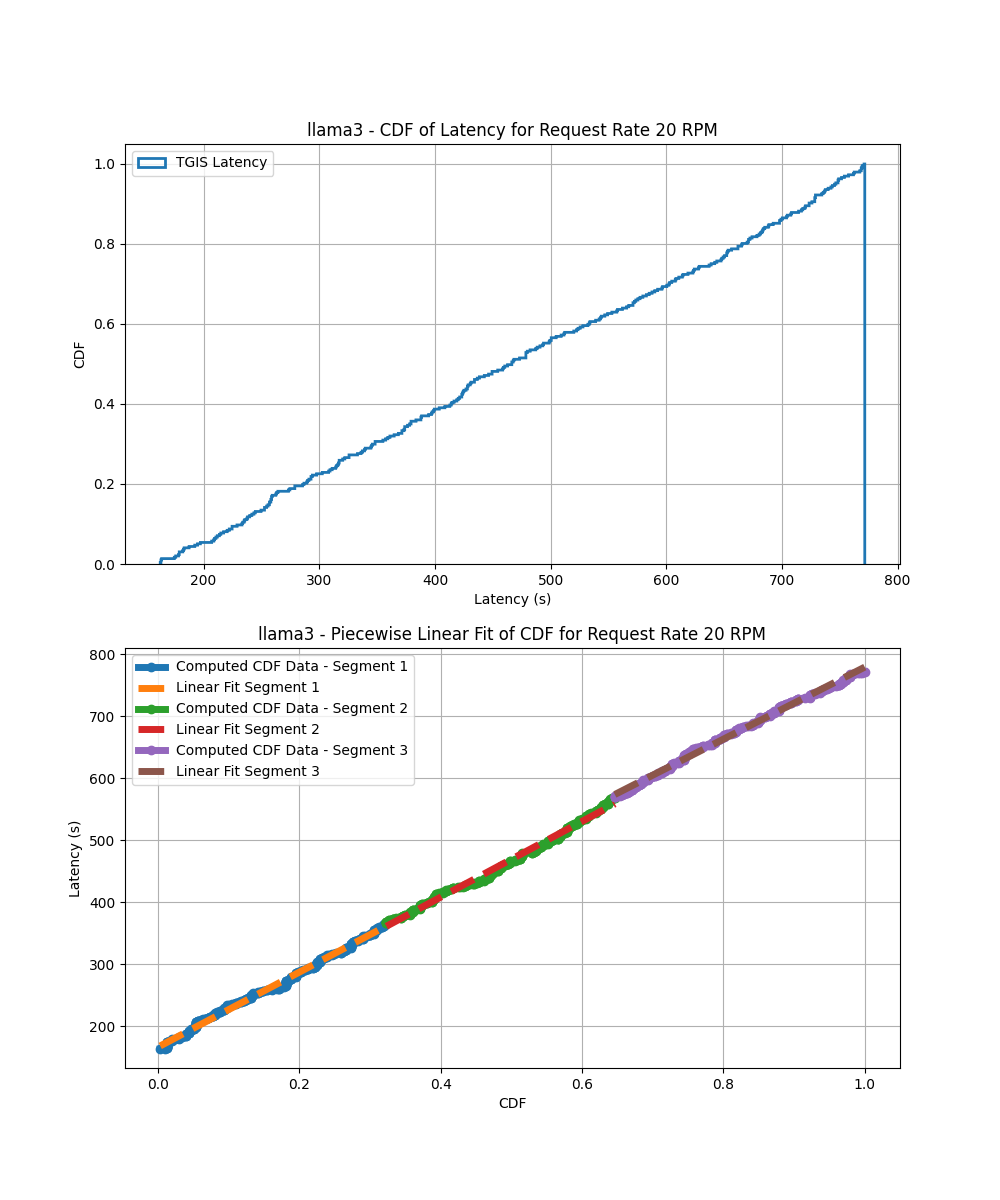 llama3 - CDF of Latency for Request Rate 20 RPM
TGIS Latency
1.0
0.8
0.6
0.4
0.2
0.0
CDF
200 300 400 500 600 700 800
Latency (s)
llama3 - Piecewise Linear Fit of CDF for Request Rate 20 RPM
Computed CDF Data - Segment 1
Linear Fit Segment 1
Computed CDF Data - Segment 2
Linear Fit Segment 2
Computed CDF Data - Segment 3
Linear Fit Segment 3
800
700
600
500
400
300
200
Latency (s)
0.0 0.2 0.4 0.6 0.8 1.0
CDF